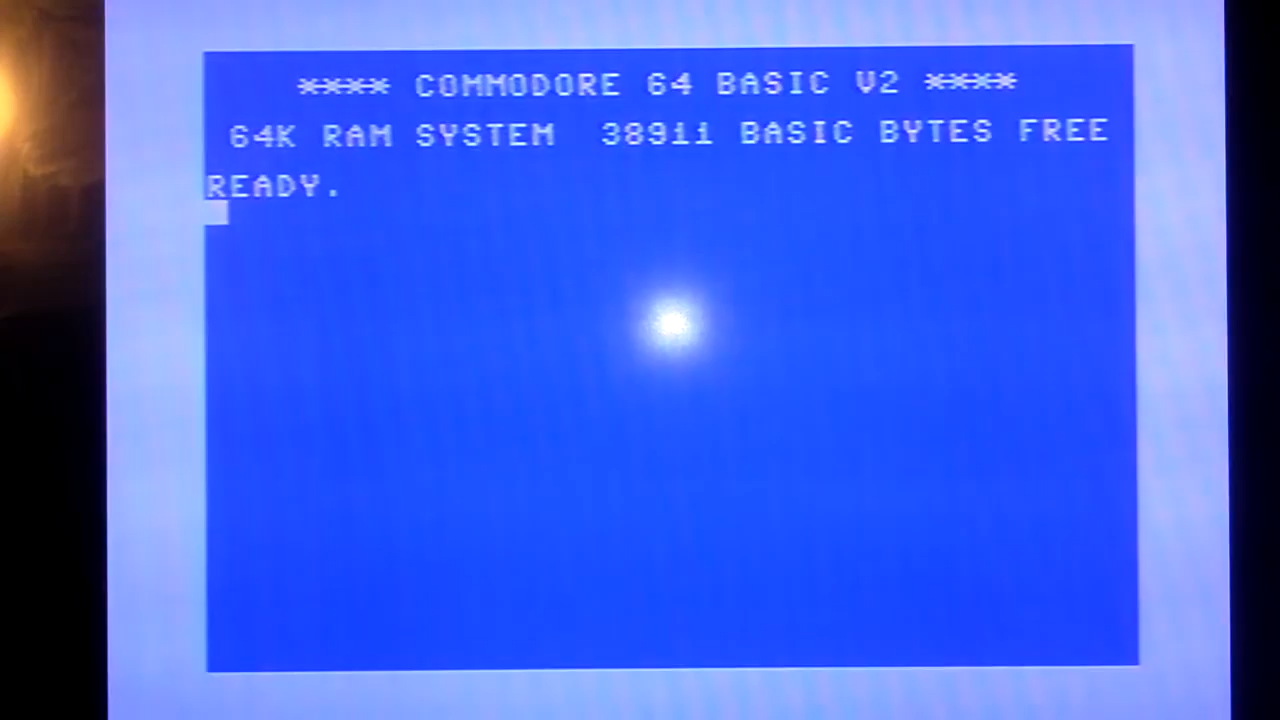 **** COMMODORE 64 BASIC V2 ****
64K RAM SYSTEM  38911 BASIC BYTES FREE
READY.